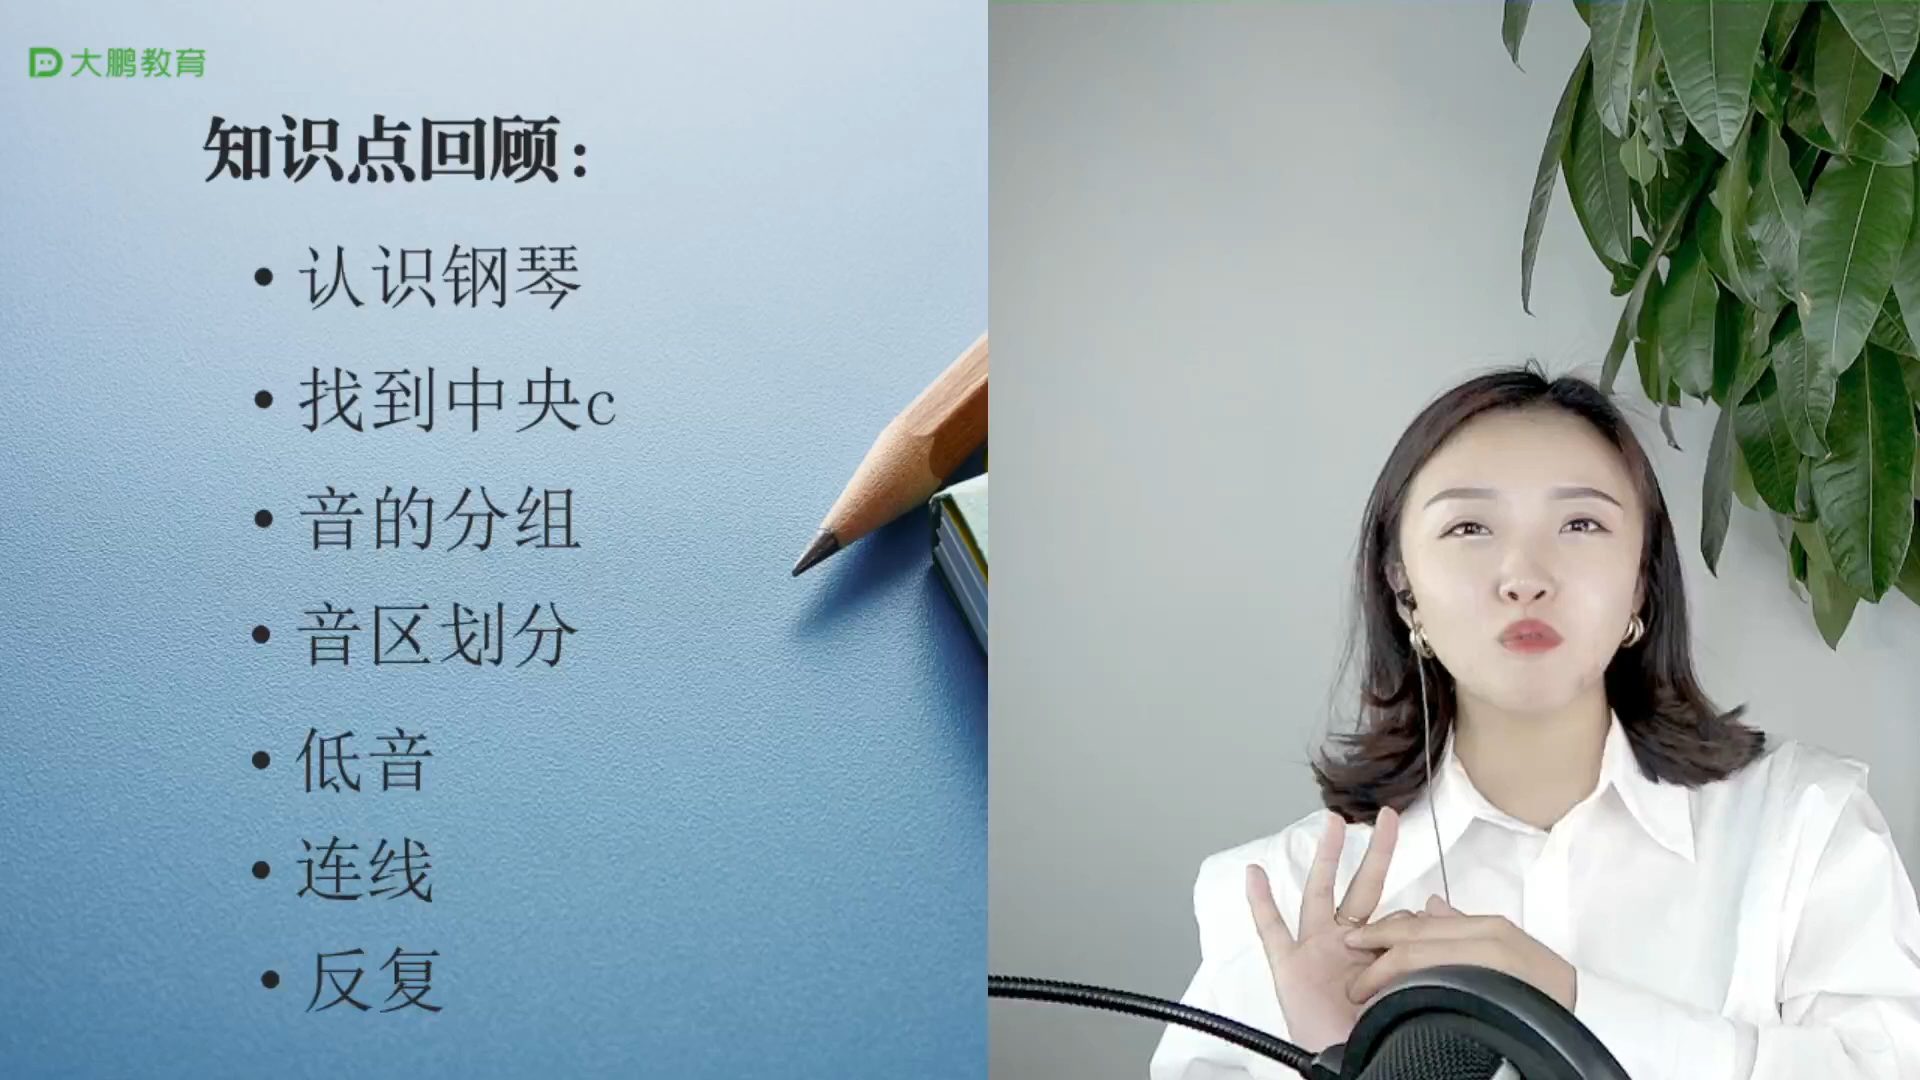 大鹏教育
知识点回顾：
• 认识钢琴
• 找到中央c
• 音的分组
• 音区划分
• 低音
• 连线
• 反复